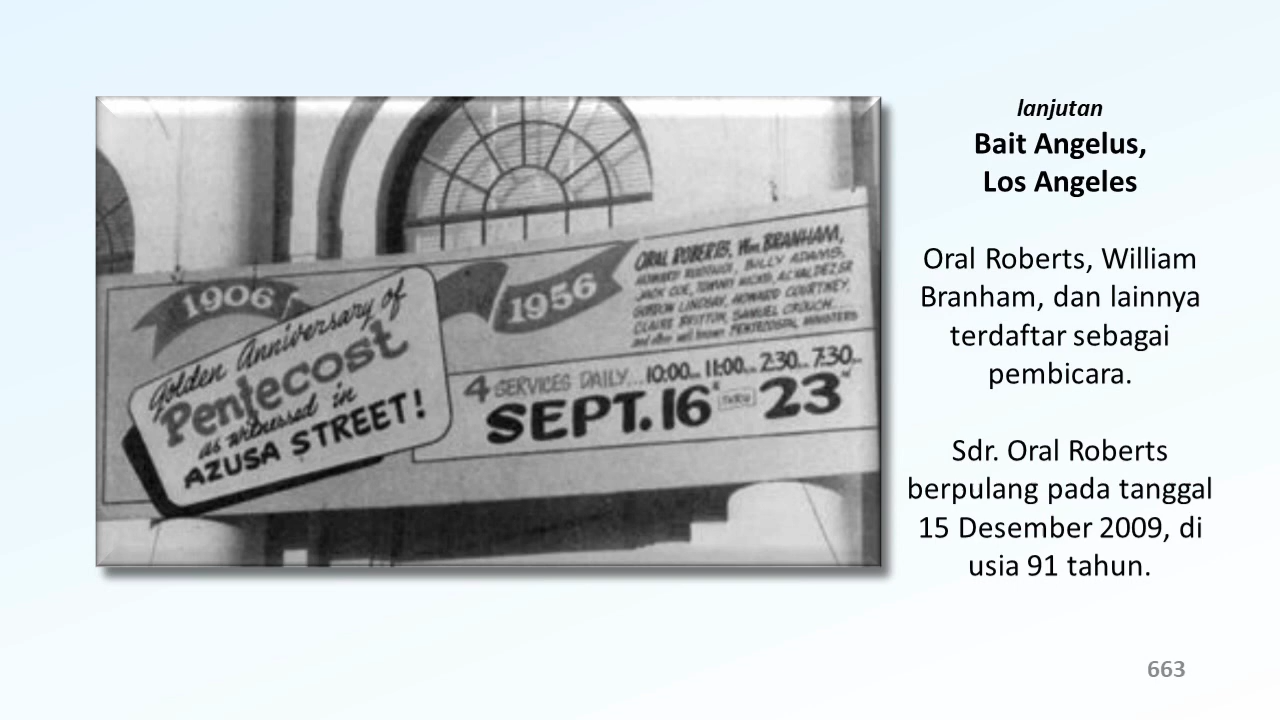 1906
Golden Anniversary of
Pentecost
as witnessed in
AZUSA STREET!
1956
ORAL ROBERTS, Wm. BRANHAM,
BILLY ADAMS,
JACK COE, TOMMY HICKS, A.C. VALDEZ SR
GORDON LINDSAY, HOWARD COURTNEY,
CLAIRE BRITTON, SAMUEL CROUCH....
and other well known PENTECOSTAL MINISTERS
4 SERVICES DAILY...10:00... 11:00... 2:30... 7:30...
SEPT. 16 THRU 23
lanjutan
Bait Angelus,
Los Angeles
Oral Roberts, William
Branham, dan lainnya
terdaftar sebagai
pembicara.
Sdr. Oral Roberts
berpulang pada tanggal
15 Desember 2009, di
usia 91 tahun.
663